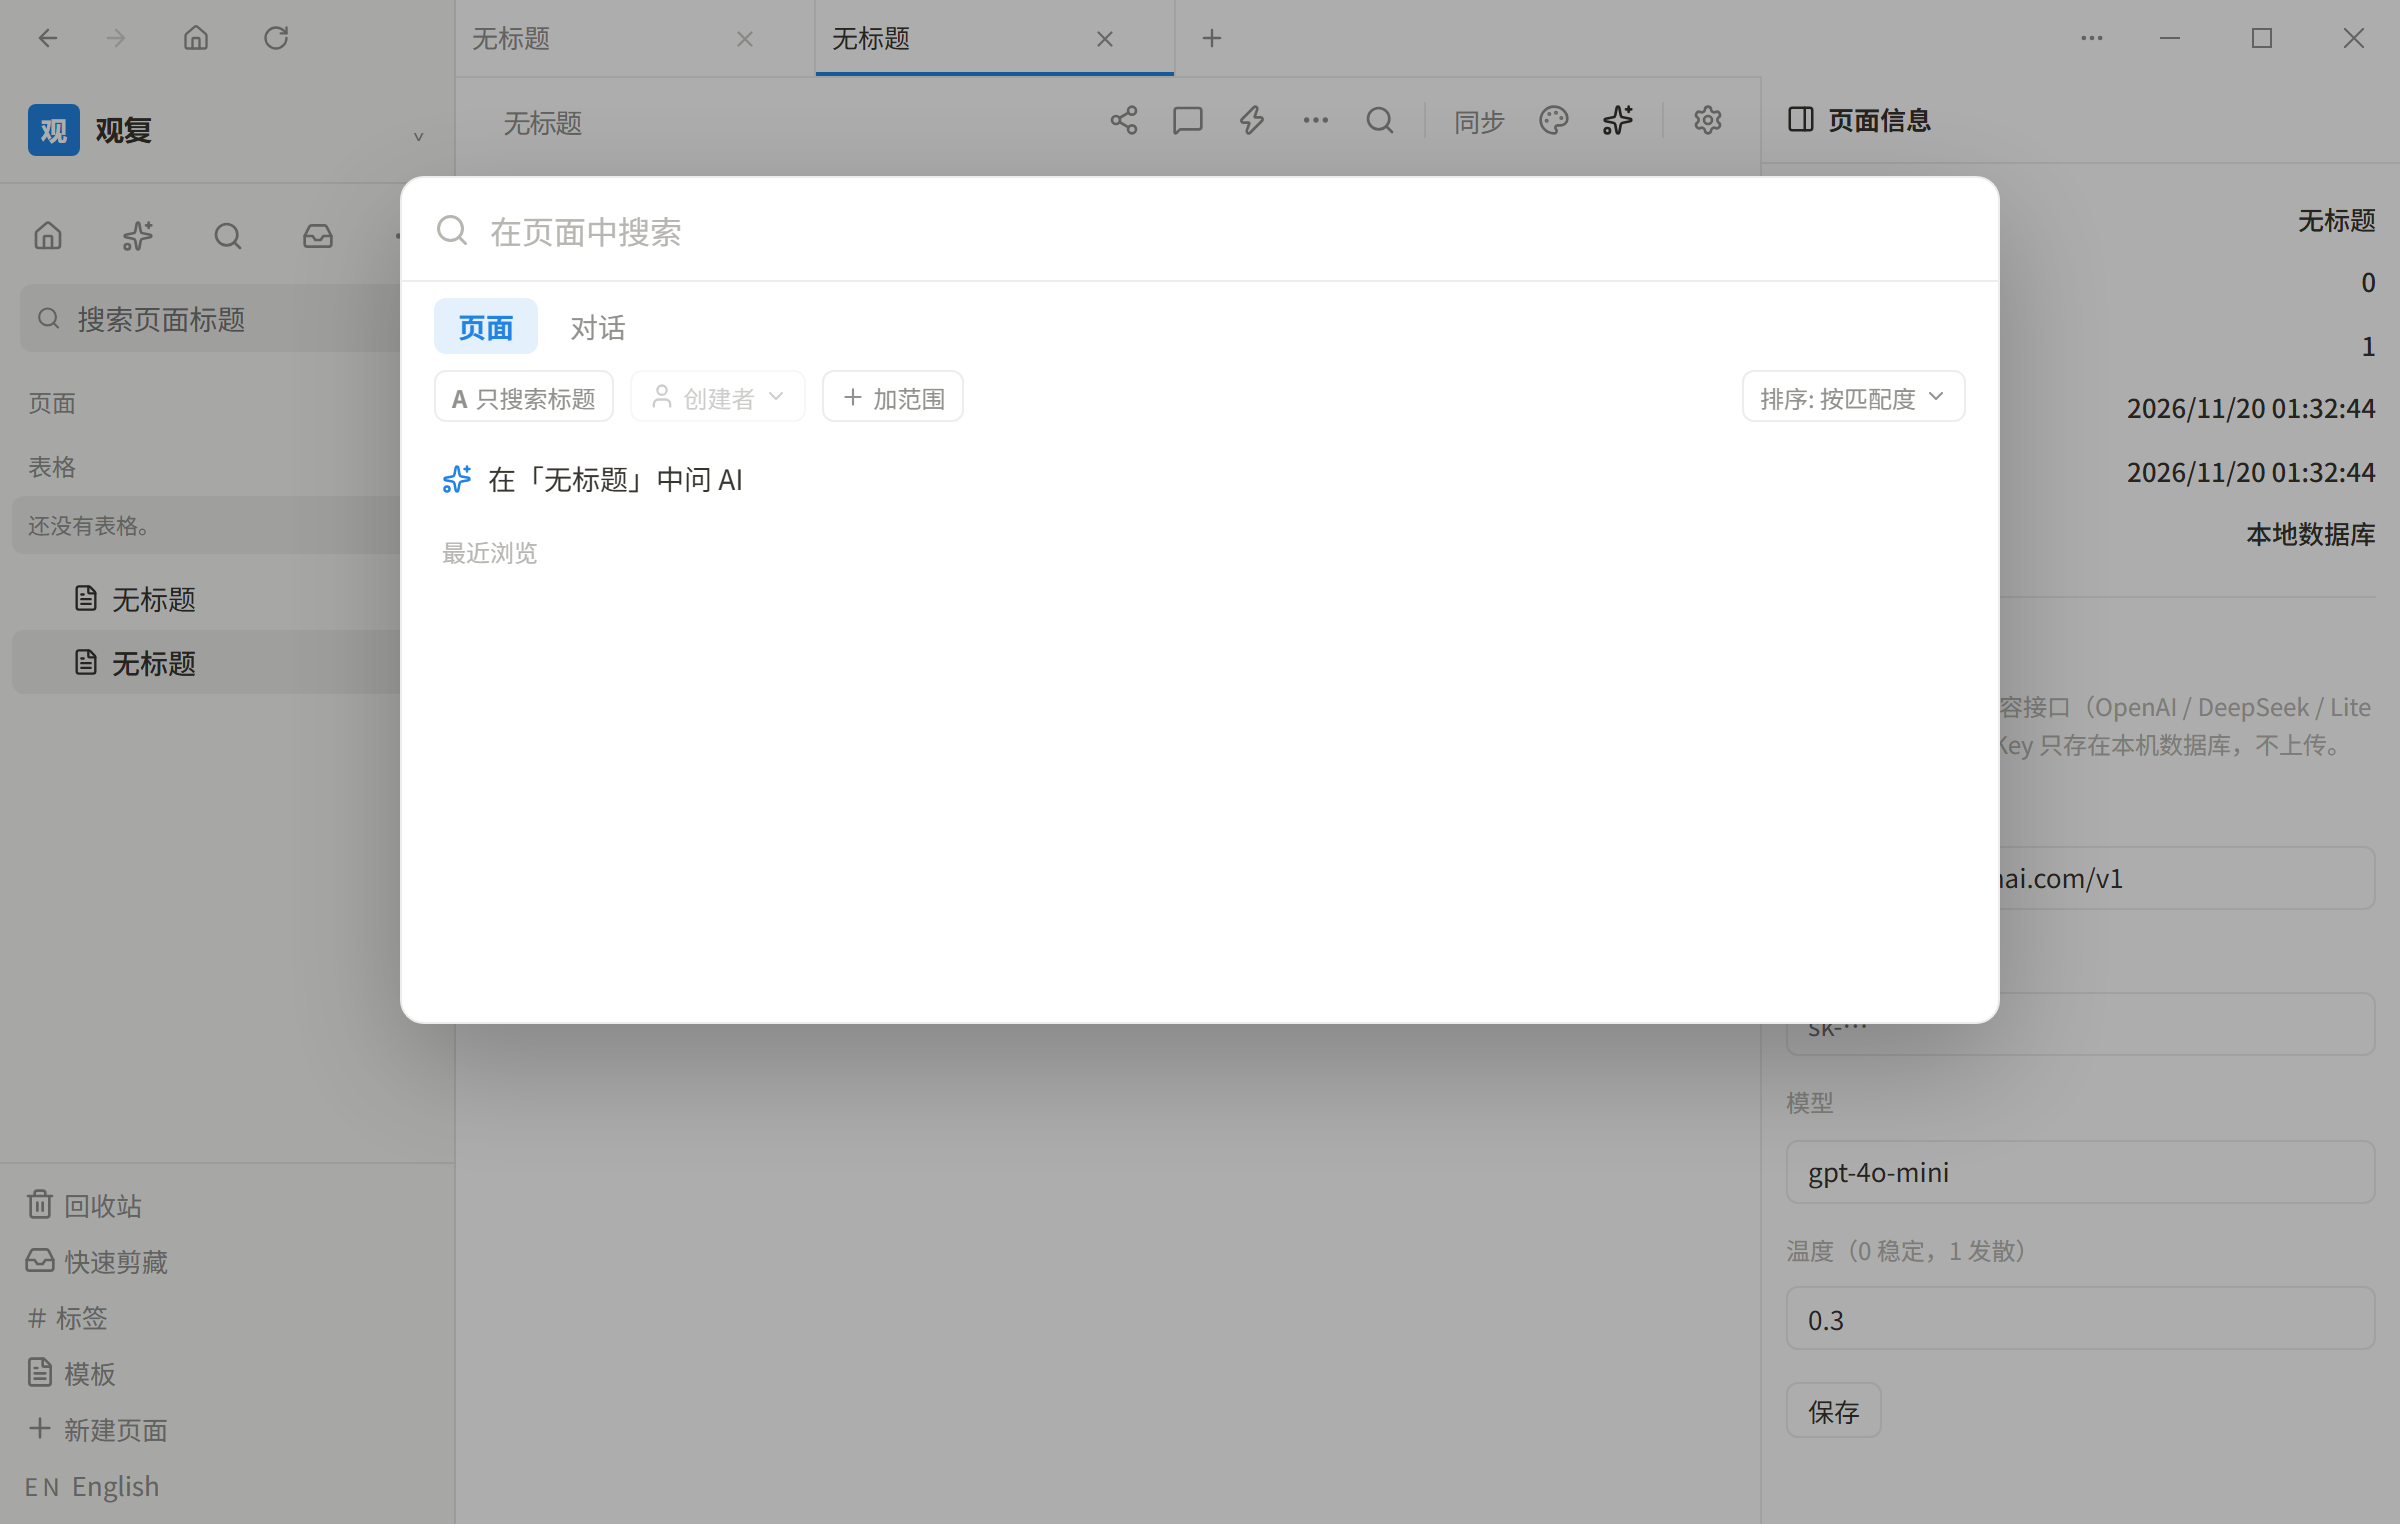 无标题
无标题
观 观复
无标题
同步
页面信息
搜索页面标题
页面
表格
还没有表格。
无标题
无标题
在页面中搜索
页面 对话
A 只搜索标题 创建者 加范围 排序: 按匹配度
在「无标题」中问 AI
最近浏览
无标题
0
1
2026/11/20 01:32:44
2026/11/20 01:32:44
本地数据库
容接口（OpenAI / DeepSeek / Lite
Key 只存在本机数据库，不上传。
nai.com/v1
sk-…
模型
gpt-4o-mini
温度（0 稳定，1 发散）
0.3
保存
回收站
快速剪藏
# 标签
模板
新建页面
EN English